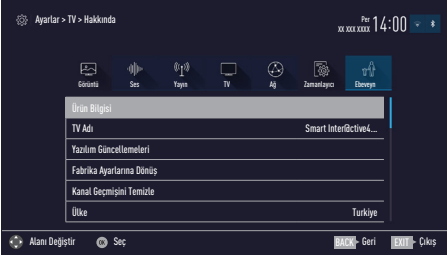 Ayarlar > TV > Hakkında
Per
xx xxx xxxx 14:00
Görüntü Ses Yayın TV Ağ Zamanlayıcı Ebeveyn
Ürün Bilgisi
TV Adı Smart Inter@ctive4...
Yazılım Güncellemeleri
Fabrika Ayarlarına Dönüş
Kanal Geçmişini Temizle
Ülke Turkiye
Alanı Değiştir OK Seç BACK Geri EXIT Çıkış